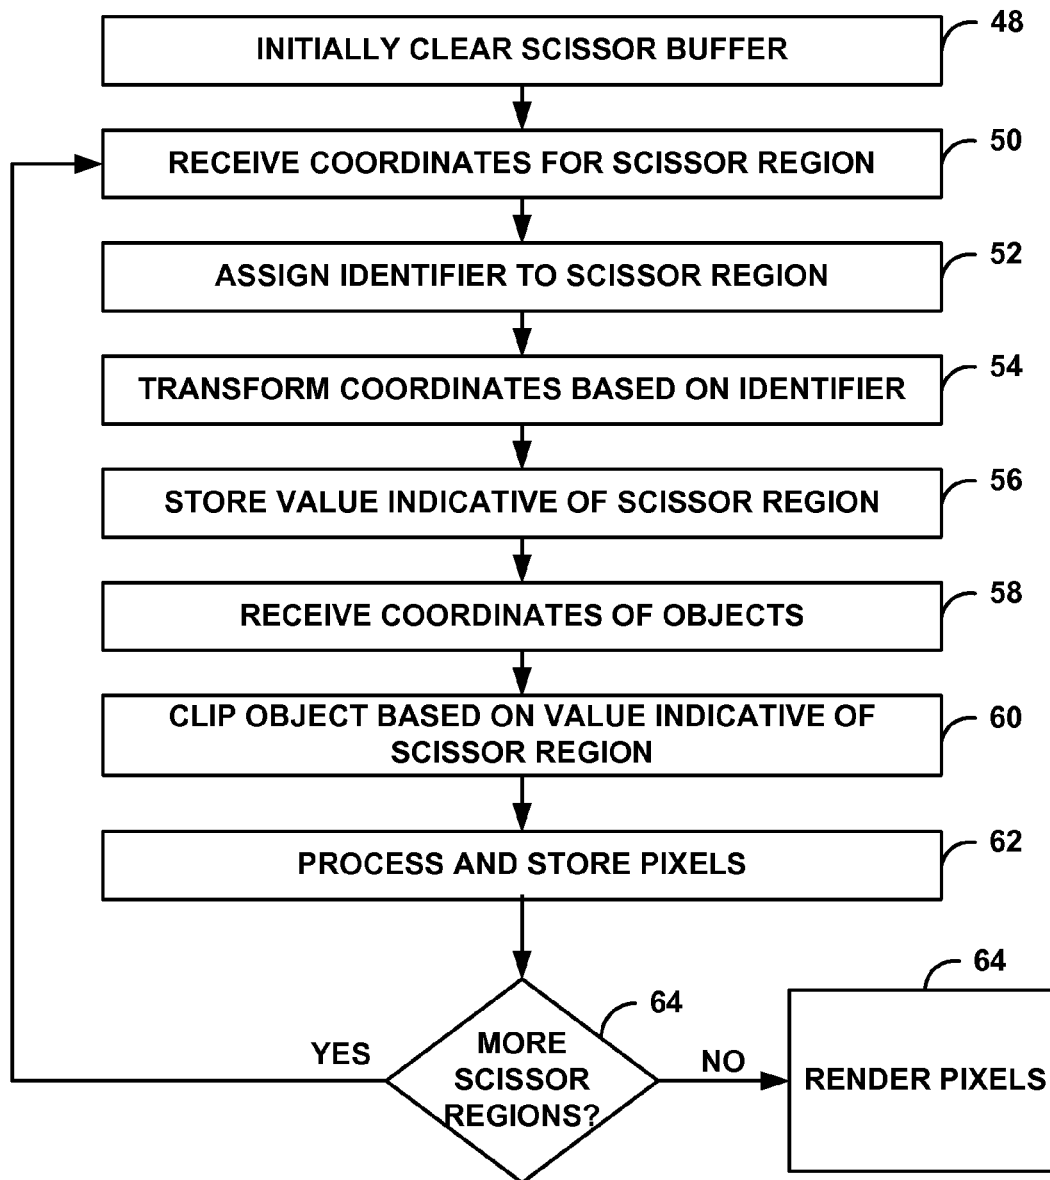 INITIALLY CLEAR SCISSOR BUFFER
48
RECEIVE COORDINATES FOR SCISSOR REGION
50
ASSIGN IDENTIFIER TO SCISSOR REGION
52
TRANSFORM COORDINATES BASED ON IDENTIFIER
54
STORE VALUE INDICATIVE OF SCISSOR REGION
56
RECEIVE COORDINATES OF OBJECTS
58
CLIP OBJECT BASED ON VALUE INDICATIVE OF
SCISSOR REGION
60
PROCESS AND STORE PIXELS
62
MORE
SCISSOR
REGIONS?
64
YES
NO
RENDER PIXELS
64